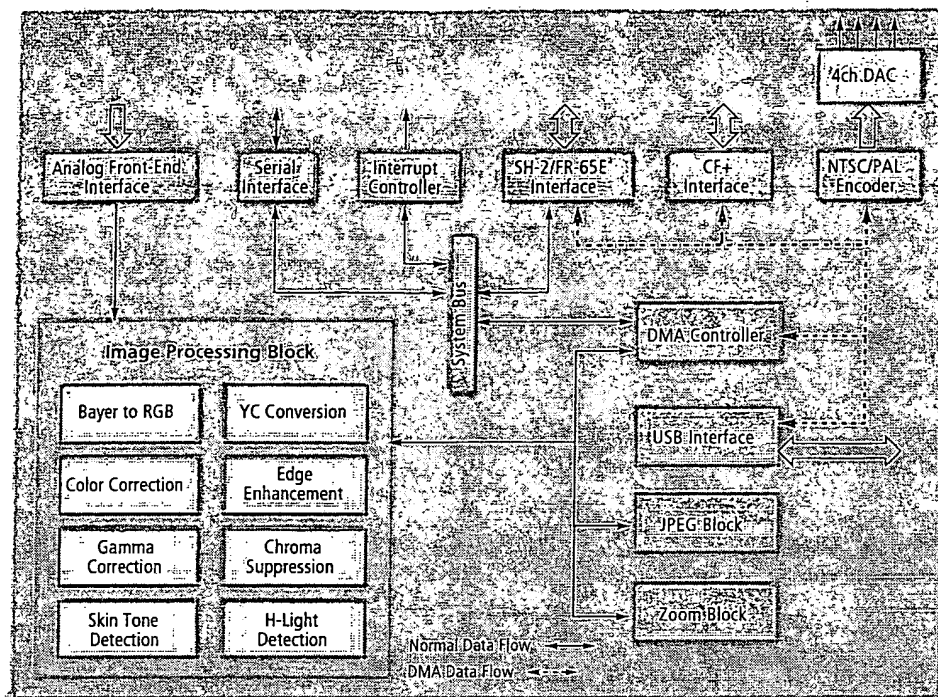 4ch DAC
Analog Front-End
Interface
Serial
Interface
Interrupt
Controller
SH-2/FR-65E
Interface
CF+
Interface
NTSC/PAL
Encoder
System Bus
DMA Controller
USB Interface
JPEG Block
Zoom Block
Image Processing Block
Bayer to RGB
YC Conversion
Color Correction
Edge
Enhancement
Gamma
Correction
Chroma
Suppression
Skin Tone
Detection
H-Light
Detection
Normal Data Flow
DMA Data Flow